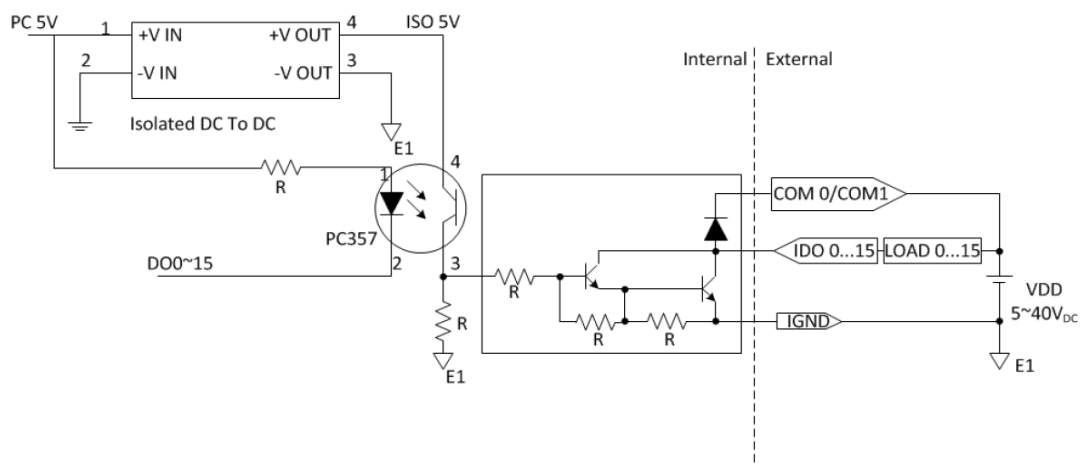 PC 5V
1
+V IN
+V OUT
4
ISO 5V
2
-V IN
-V OUT
3
Internal
External
Isolated DC To DC
E1
4
R
1
COM 0/COM1
PC357
IDO 0...15
LOAD 0...15
DO0~15
2
3
R
VDD
5~40VDC
R
R
R
IGND
E1
E1